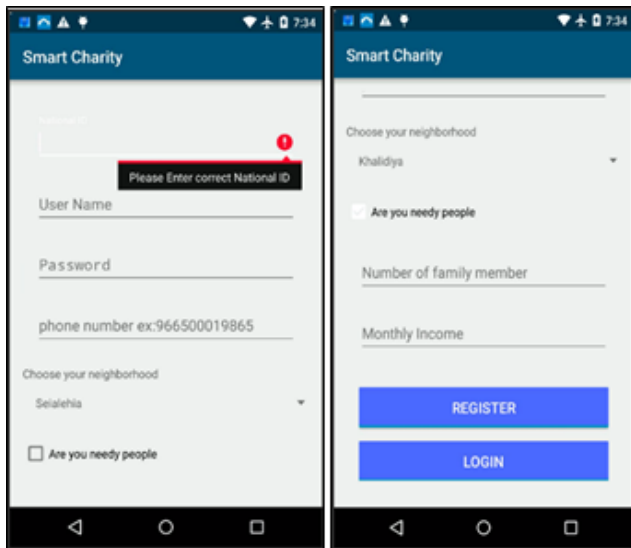 7:34
Smart Charity
National ID
Please Enter correct National ID
User Name
Password
phone number ex:966500019865
Choose your neighborhood
Seialehia
Are you needy people
7:34
Smart Charity
Choose your neighborhood
Khalidiya
Are you needy people
Number of family member
Monthly Income
REGISTER
LOGIN